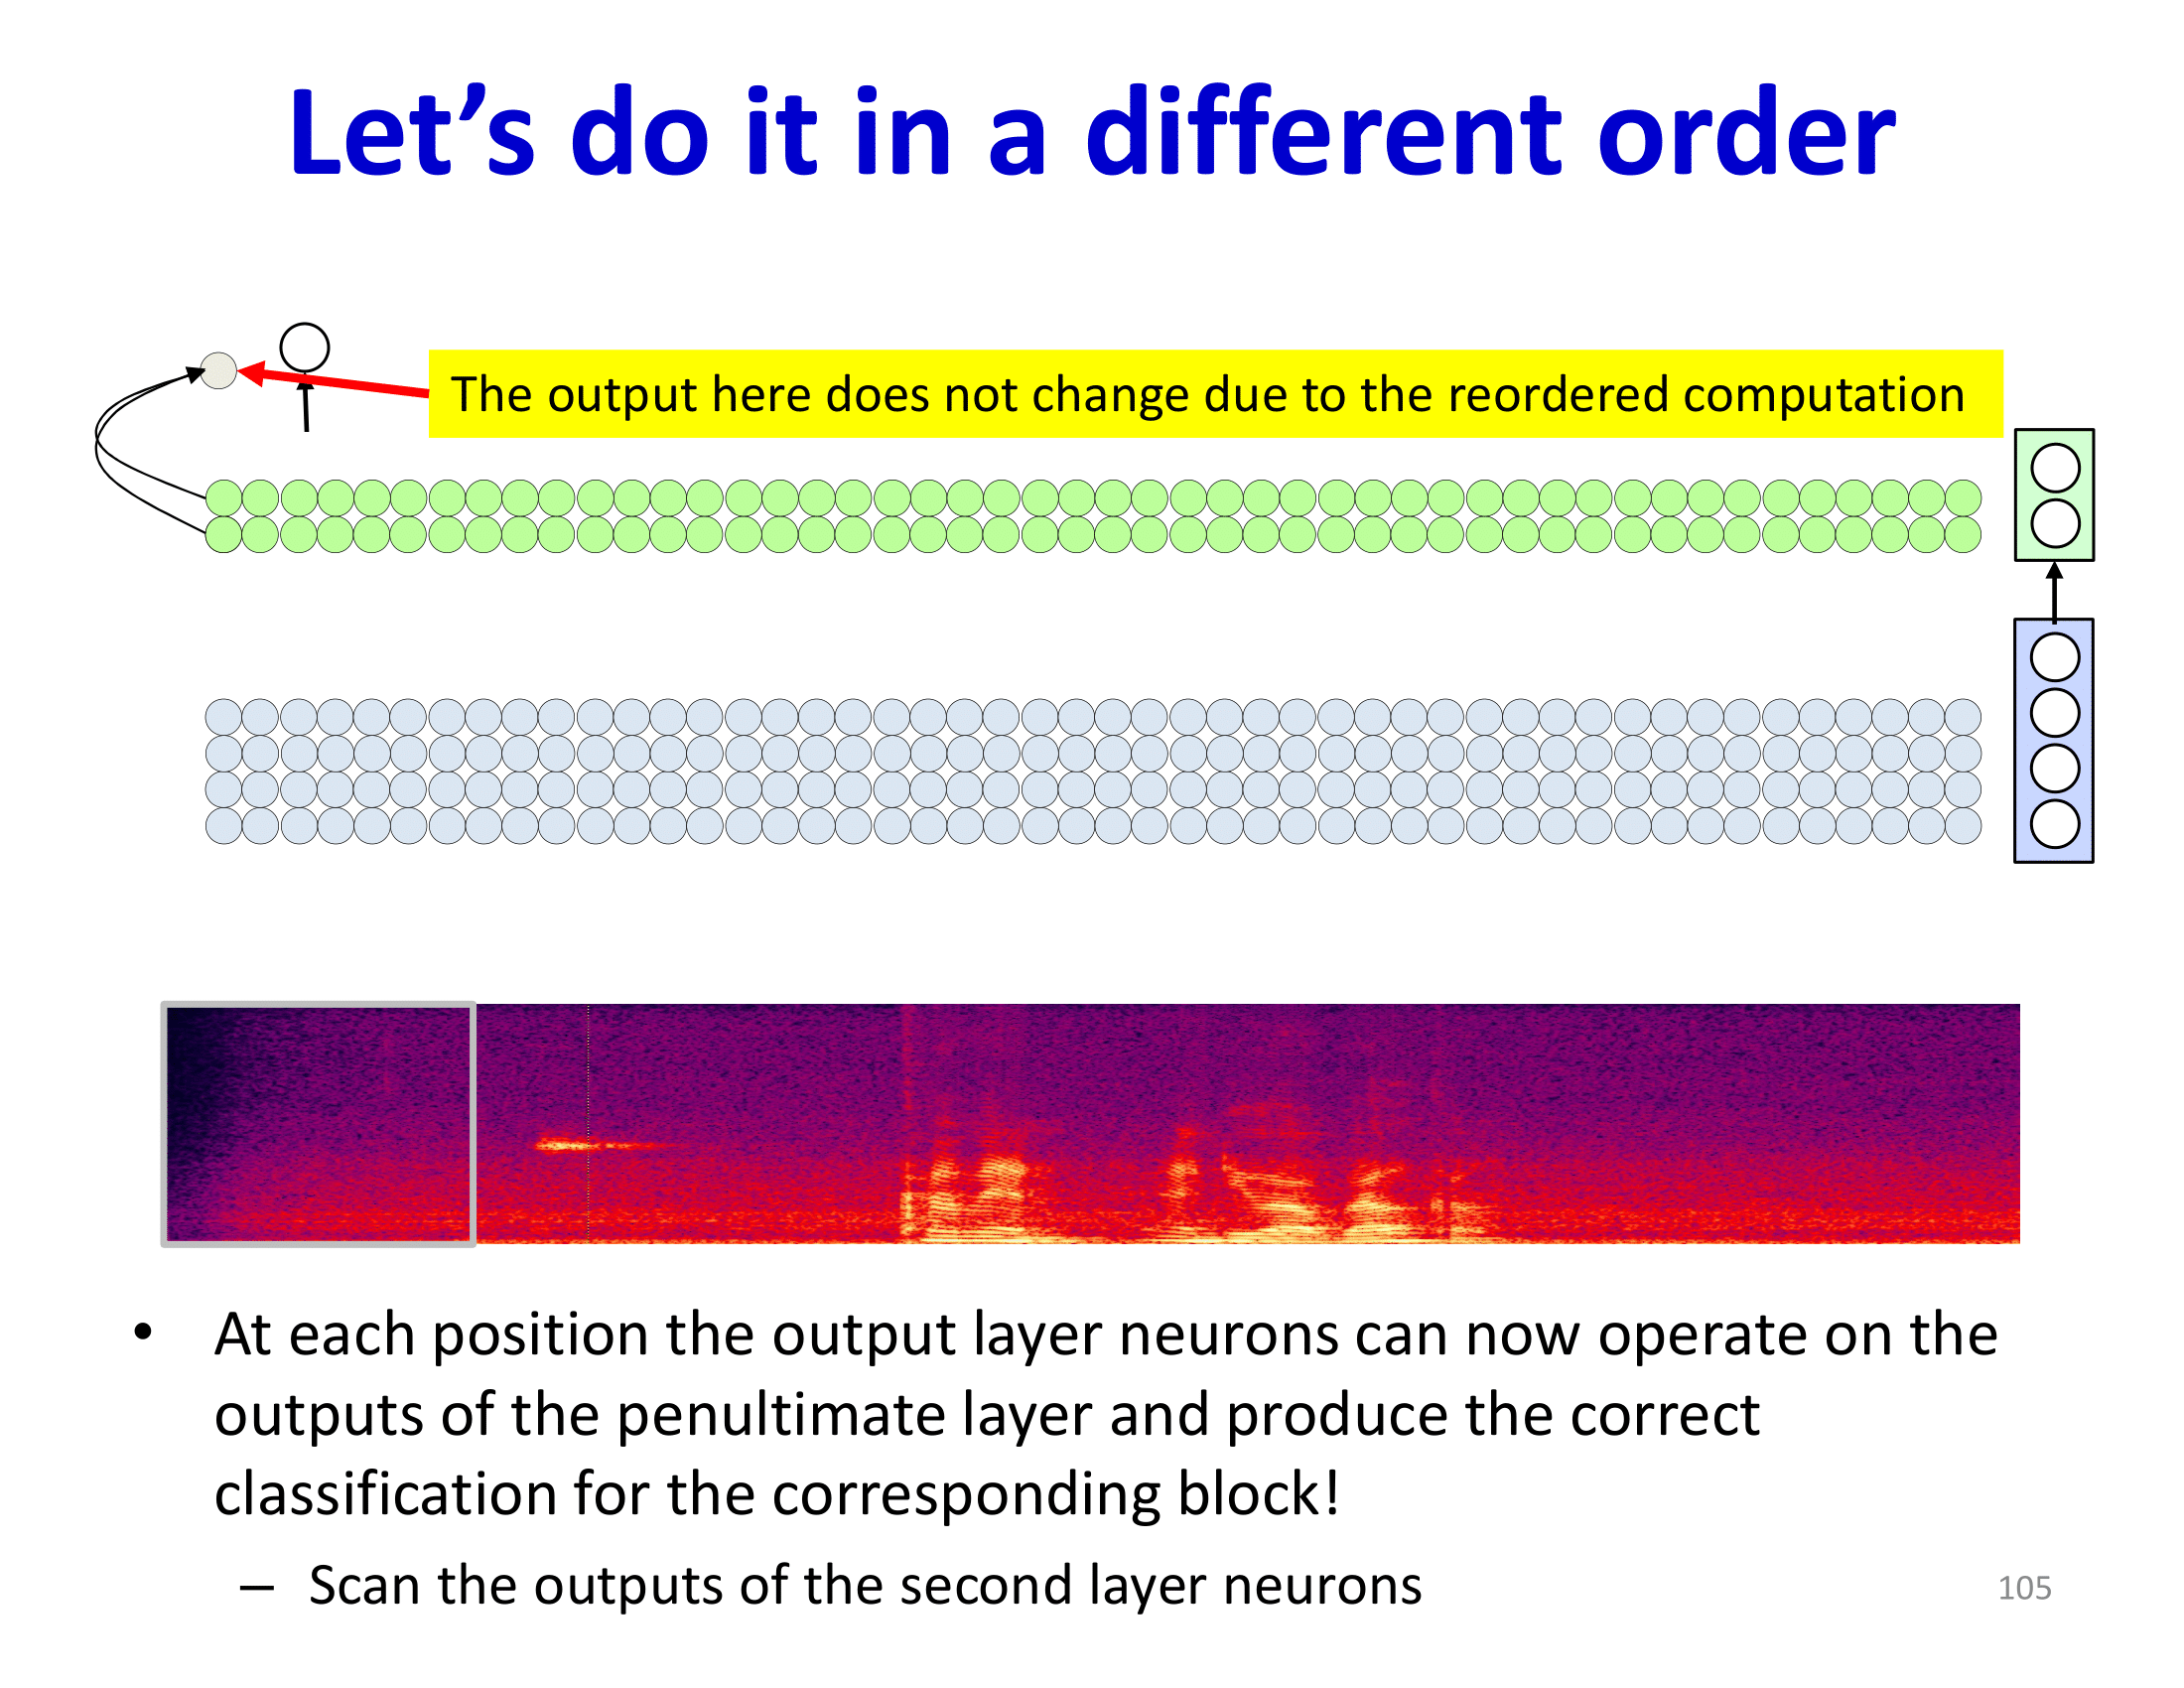 Let’s do it in a different order
The output here does not change due to the reordered computation
• At each position the output layer neurons can now operate on the
outputs of the penultimate layer and produce the correct
classification for the corresponding block!
– Scan the outputs of the second layer neurons
105